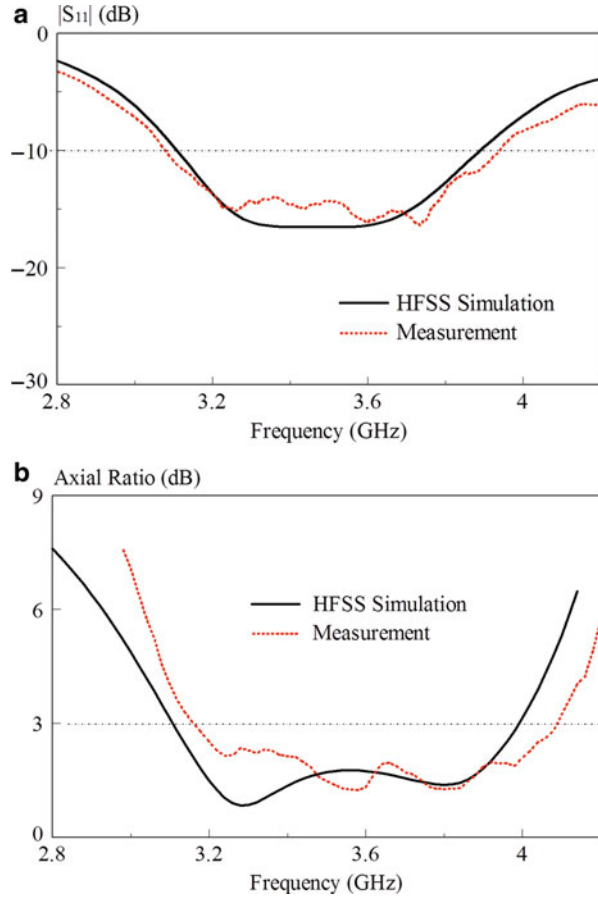 a
|S11| (dB)
0
−10
−20
−30
HFSS Simulation
Measurement
2.8
3.2
3.6
4
Frequency (GHz)
b
Axial Ratio (dB)
9
6
3
0
HFSS Simulation
Measurement
2.8
3.2
3.6
4
Frequency (GHz)